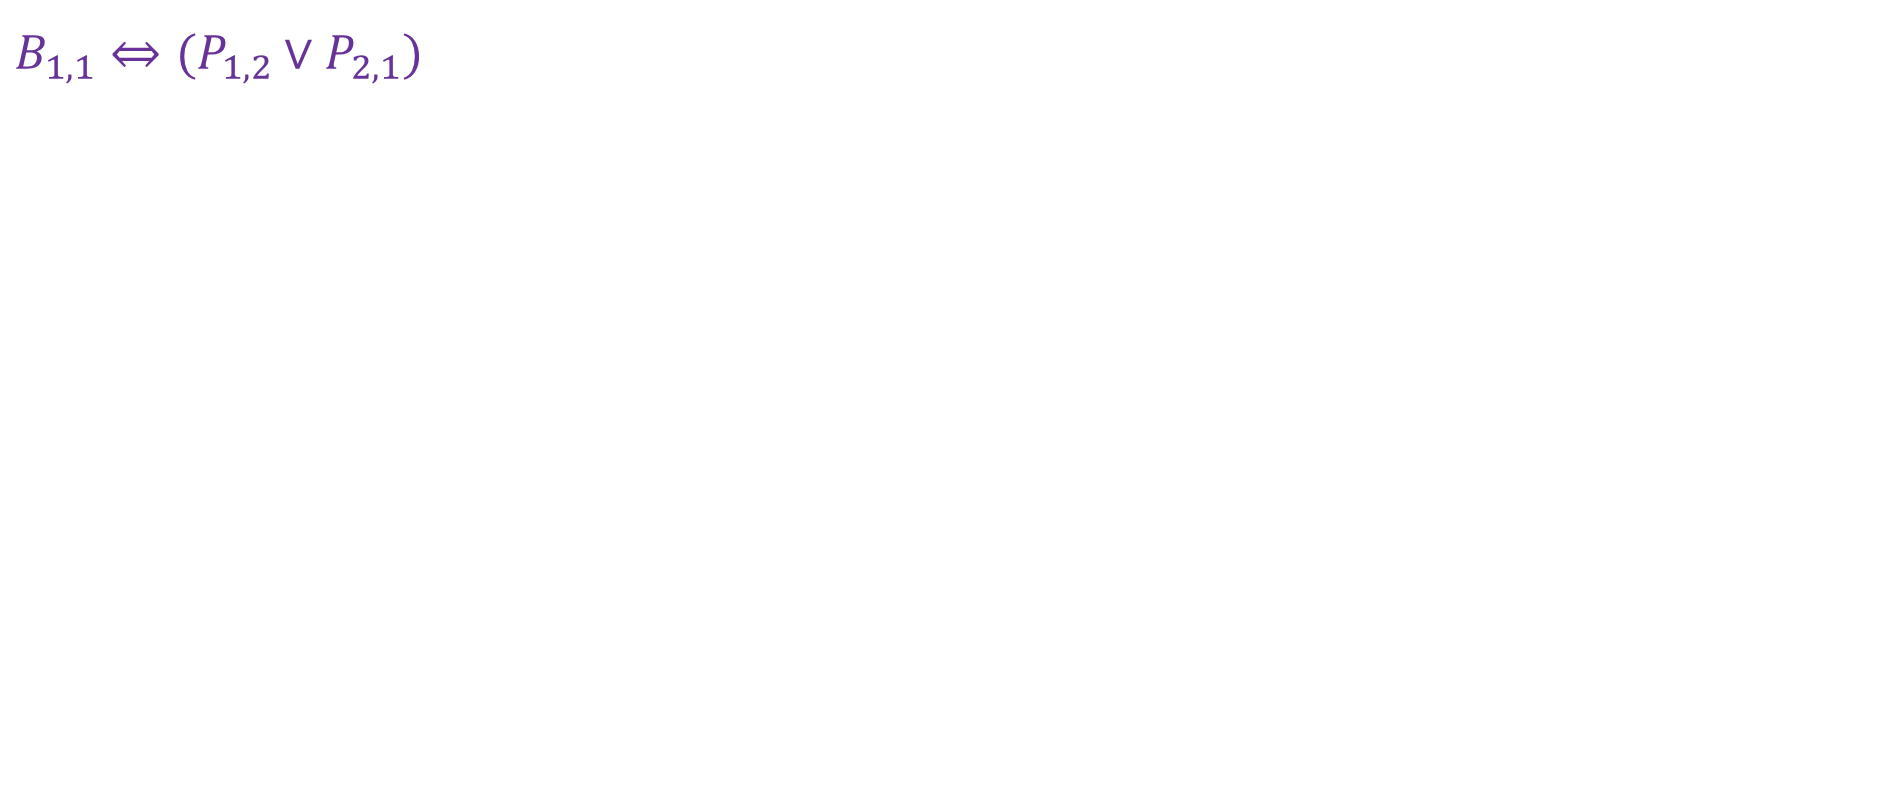 B₁,₁ ⇔ (P₁,₂ ∨ P₂,₁)